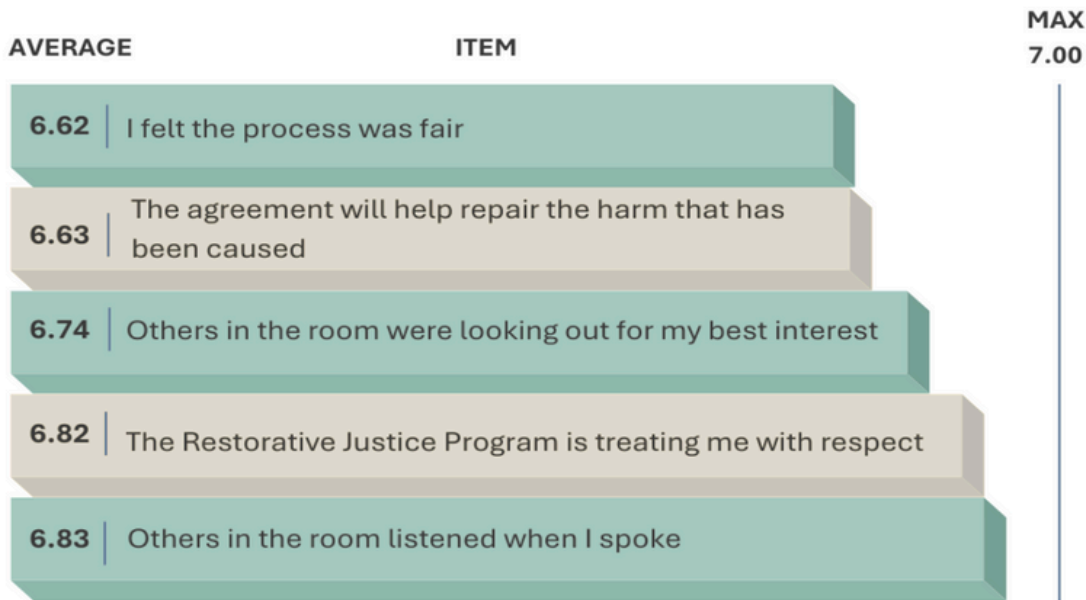 AVERAGE ITEM MAX
7.00
6.62 I felt the process was fair
6.63 The agreement will help repair the harm that has
been caused
6.74 Others in the room were looking out for my best interest
6.82 The Restorative Justice Program is treating me with respect
6.83 Others in the room listened when I spoke